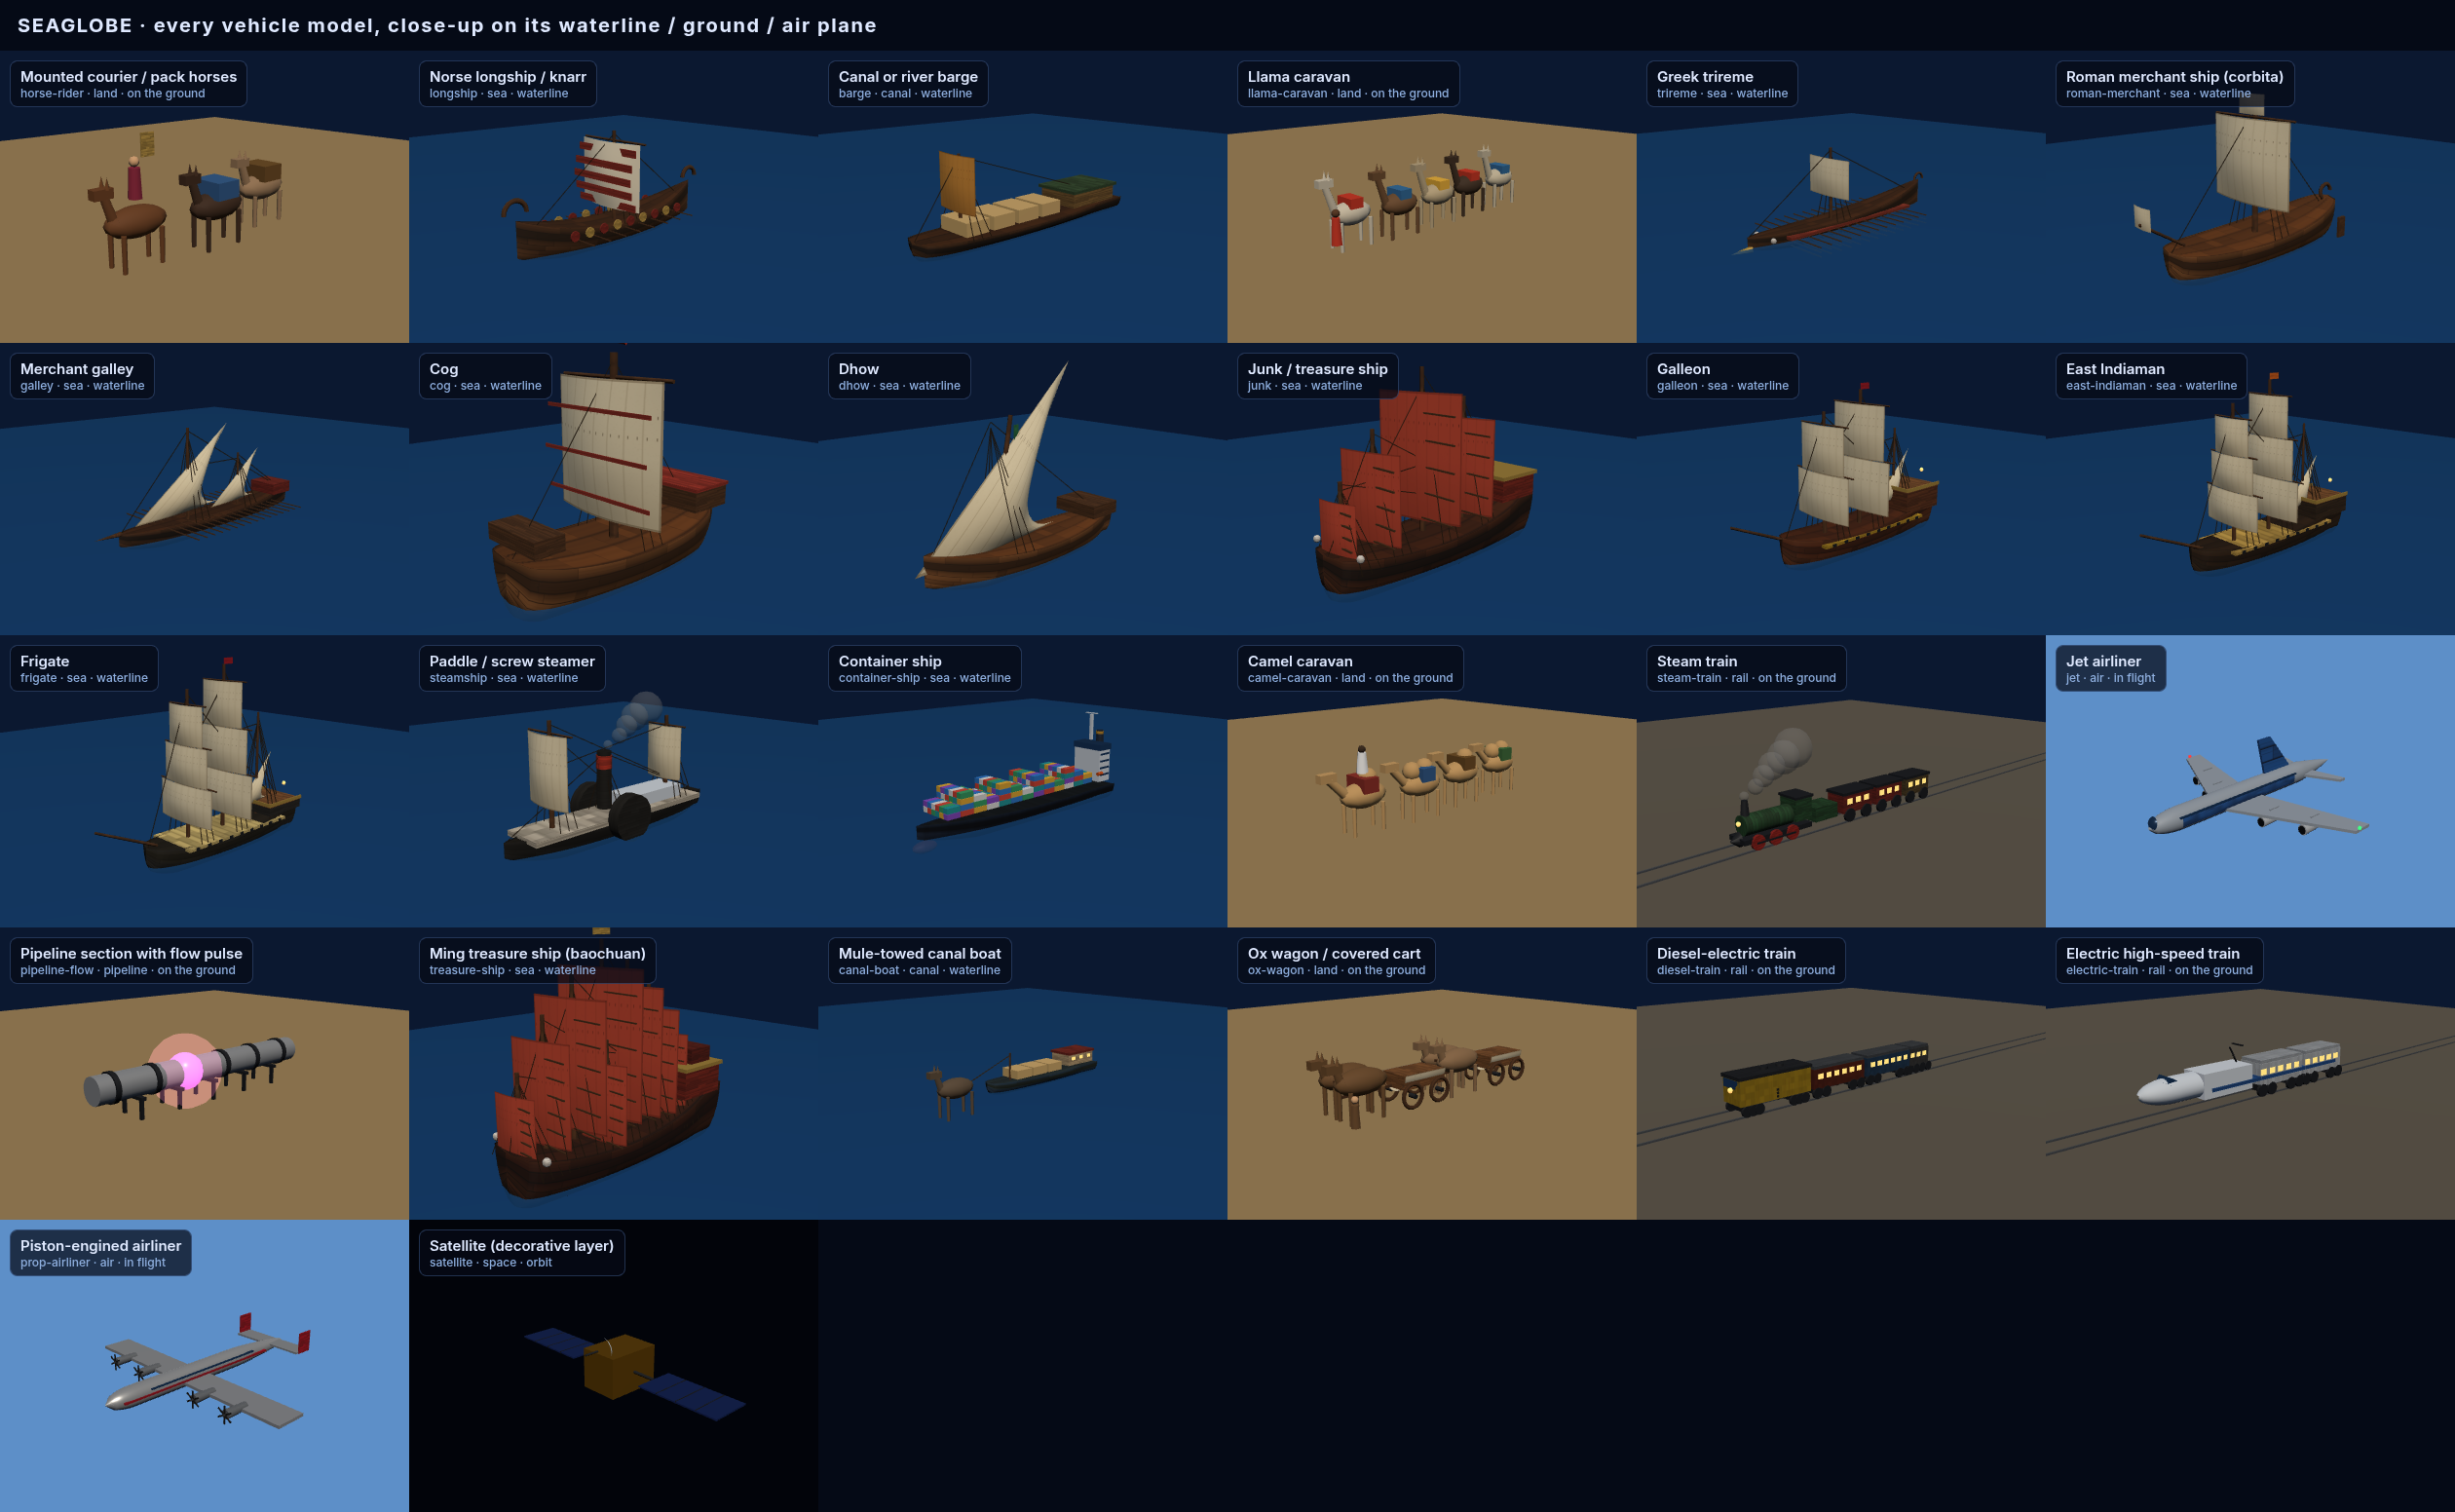 SEAGLOBE · every vehicle model, close-up on its waterline / ground / air plane
Mounted courier / pack horses
horse-rider · land · on the ground
Norse longship / knarr
longship · sea · waterline
Canal or river barge
barge · canal · waterline
Llama caravan
llama-caravan · land · on the ground
Greek trireme
trireme · sea · waterline
Roman merchant ship (corbita)
roman-merchant · sea · waterline
Merchant galley
galley · sea · waterline
Cog
cog · sea · waterline
Dhow
dhow · sea · waterline
Junk / treasure ship
junk · sea · waterline
Galleon
galleon · sea · waterline
East Indiaman
east-indiaman · sea · waterline
Frigate
frigate · sea · waterline
Paddle / screw steamer
steamship · sea · waterline
Container ship
container-ship · sea · waterline
Camel caravan
camel-caravan · land · on the ground
Steam train
steam-train · rail · on the ground
Jet airliner
jet · air · in flight
Pipeline section with flow pulse
pipeline-flow · pipeline · on the ground
Ming treasure ship (baochuan)
treasure-ship · sea · waterline
Mule-towed canal boat
canal-boat · canal · waterline
Ox wagon / covered cart
ox-wagon · land · on the ground
Diesel-electric train
diesel-train · rail · on the ground
Electric high-speed train
electric-train · rail · on the ground
Piston-engined airliner
prop-airliner · air · in flight
Satellite (decorative layer)
satellite · space · orbit